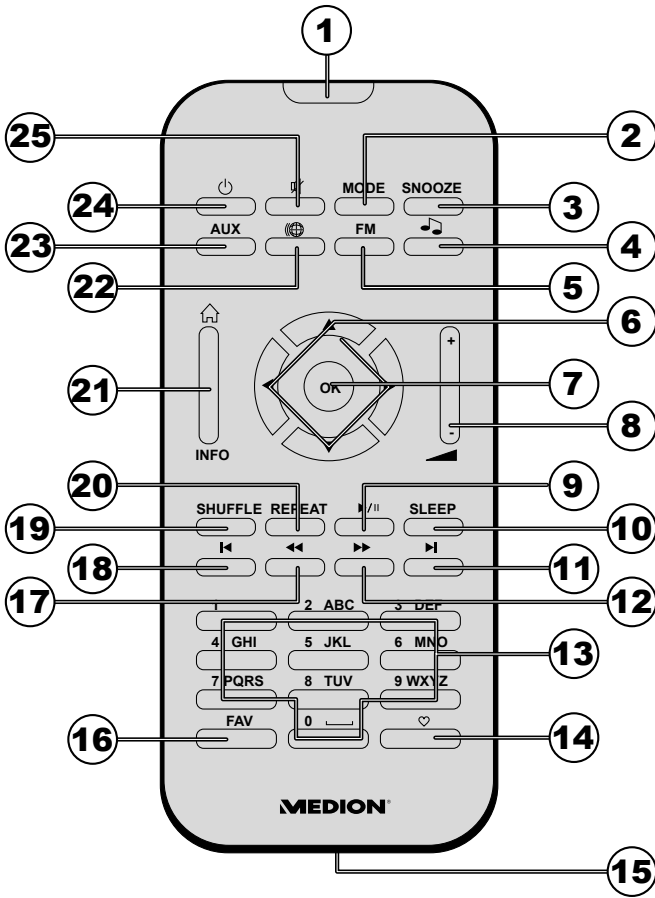 1
25
2
24
MODE
SNOOZE
3
23
AUX
FM
4
22
5
6
+
21
OK
7
-
8
INFO
20
9
19
SHUFFLE
REPEAT
SLEEP
10
18
11
17
12
1
2 ABC
3 DEF
4 GHI
5 JKL
6 MNO
13
7 PQRS
8 TUV
9 WXYZ
16
FAV
0
14
MEDION®
15